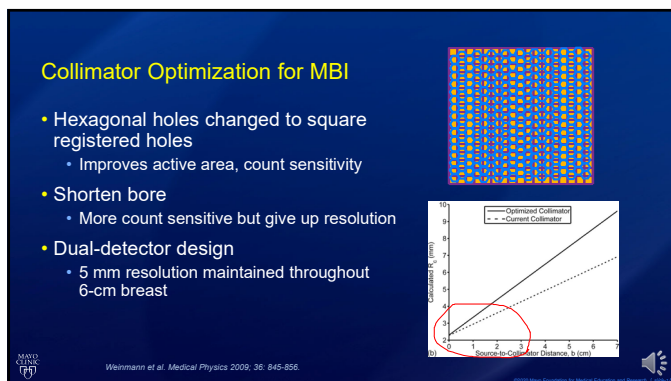 Collimator Optimization for MBI
• Hexagonal holes changed to square
registered holes
• Improves active area, count sensitivity
• Shorten bore
• More count sensitive but give up resolution
• Dual-detector design
• 5 mm resolution maintained throughout
6-cm breast
10
9
8
7
6
5
4
3
2
Calculated R_c (mm)
Optimized Collimator
Current Collimator
0 1 2 3 4 5 6 7
(b) Source-to-Collimator Distance, b (cm)
MAYO
CLINIC
Weinmann et al. Medical Physics 2009; 36: 845-856.